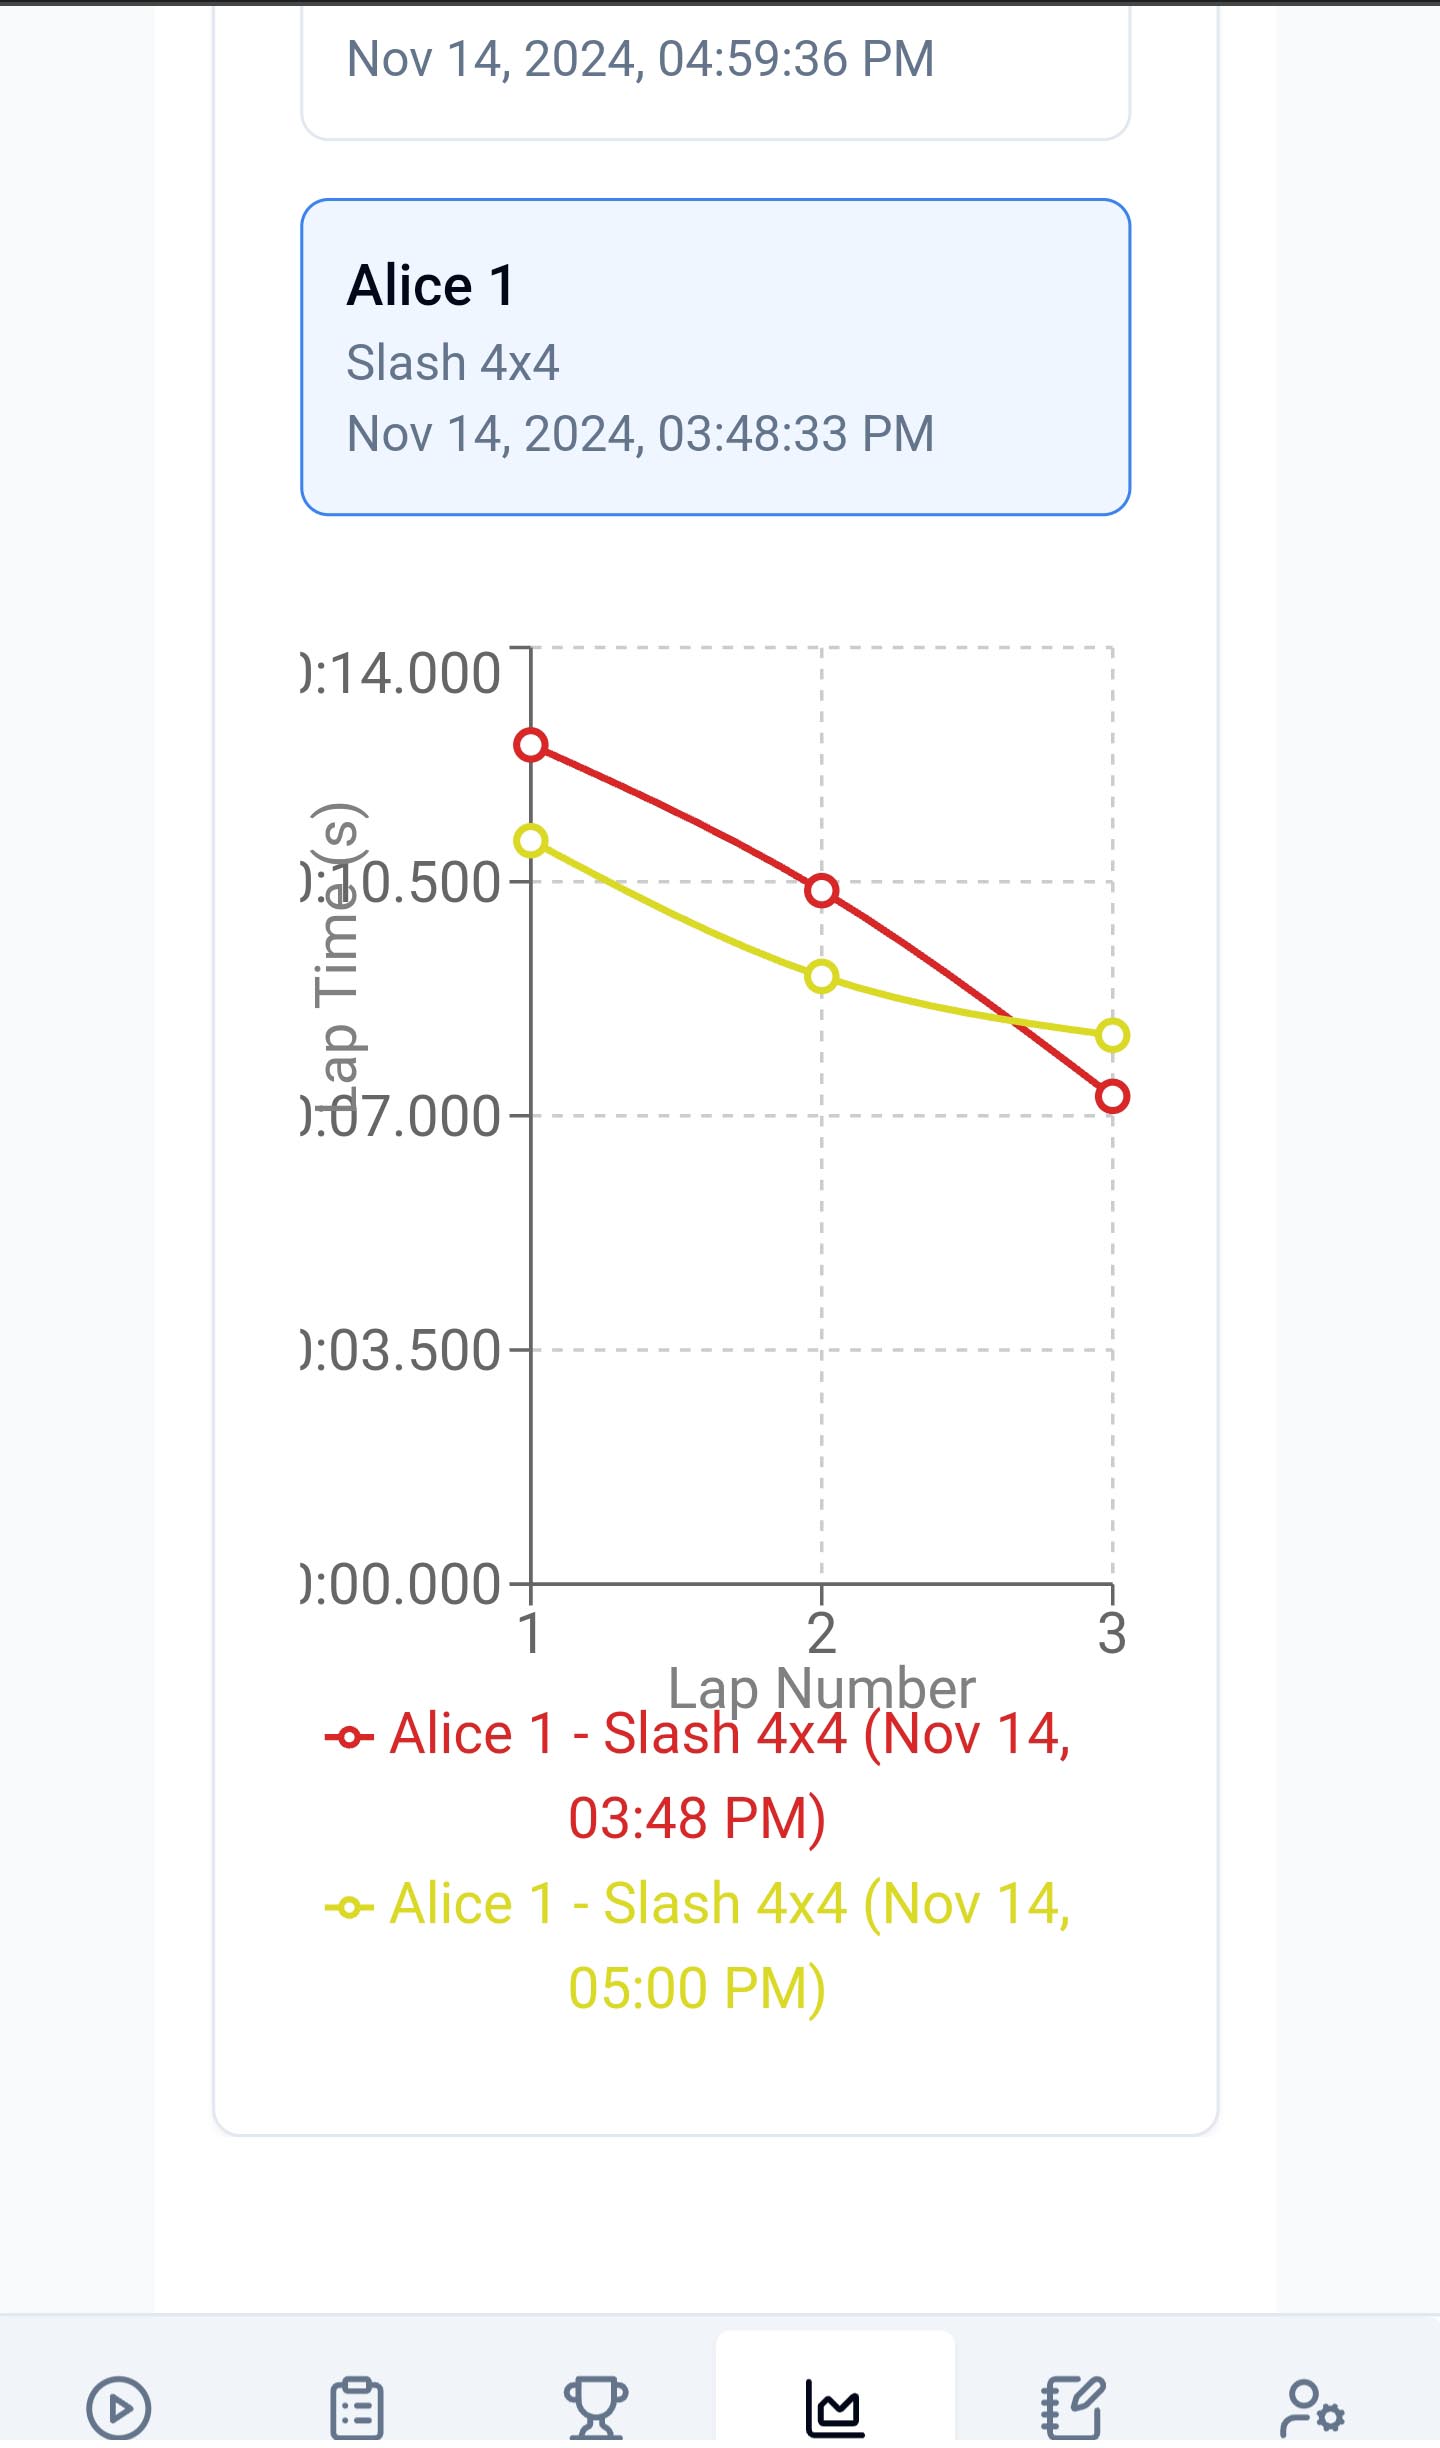 Nov 14, 2024, 04:59:36 PM
Alice 1
Slash 4x4
Nov 14, 2024, 03:48:33 PM
):14.000
):10.500
):07.000
):03.500
):00.000
Lap Time (s)
1 2 3
Lap Number
Alice 1 - Slash 4x4 (Nov 14,
03:48 PM)
Alice 1 - Slash 4x4 (Nov 14,
05:00 PM)